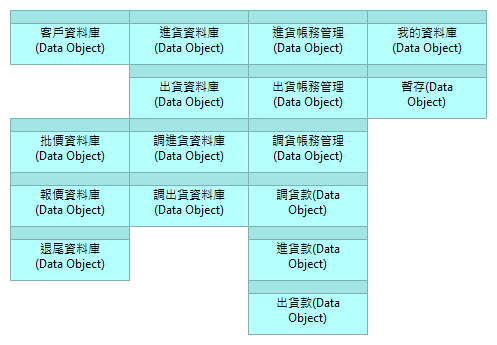 客戶資料庫
(Data Object)
進貨資料庫
(Data Object)
進貨帳務管理
(Data Object)
我的資料庫
(Data Object)
出貨資料庫
(Data Object)
出貨帳務管理
(Data Object)
暫存(Data
Object)
批價資料庫
(Data Object)
調進貨資料庫
(Data Object)
調貨帳務管理
(Data Object)
報價資料庫
(Data Object)
調出貨資料庫
(Data Object)
調貨款(Data
Object)
退尾資料庫
(Data Object)
進貨款(Data
Object)
出貨款(Data
Object)